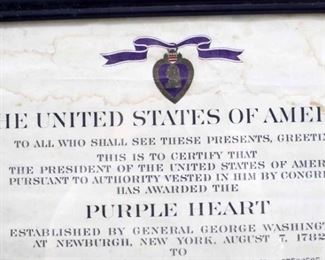 HE UNITED STATES OF AME
TO ALL WHO SHALL SEE THESE PRESENTS, GREETI
THIS IS TO CERTIFY THAT
THE PRESIDENT OF THE UNITED STATES OF AMER
PURSUANT TO AUTHORITY VESTED IN HIM BY CONGR
HAS AWARDED THE
PURPLE HEART
ESTABLISHED BY GENERAL GEORGE WASHINGT
AT NEWBURGH, NEW YORK, AUGUST 7, 1782
TO